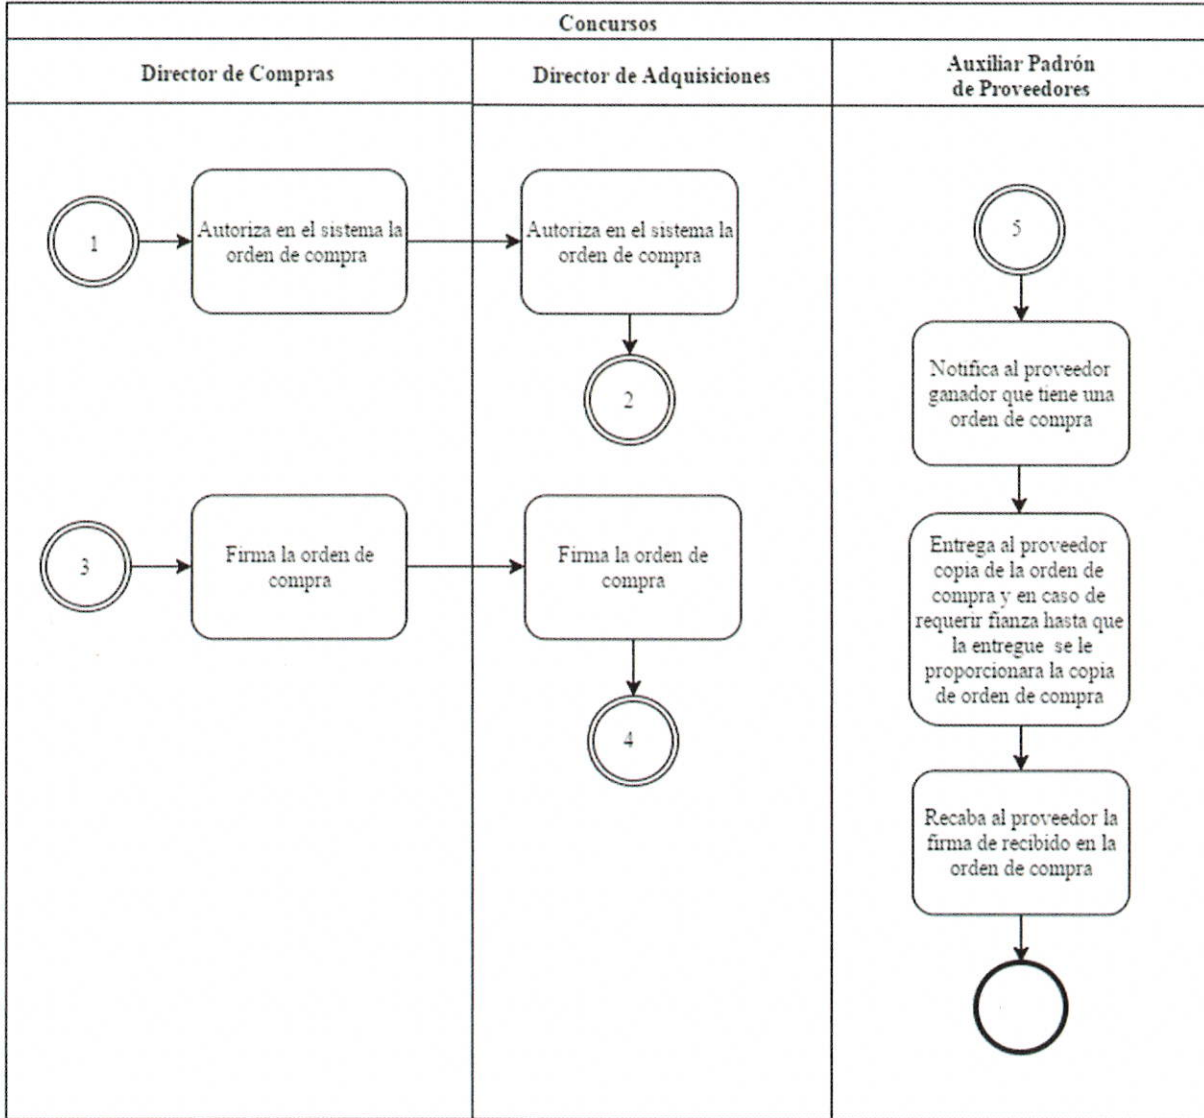 Concursos
Director de Compras
Director de Adquisiciones
Auxiliar Padrón
de Proveedores
1
Autoriza en el sistema la
orden de compra
Autoriza en el sistema la
orden de compra
2
3
Firma la orden de
compra
Firma la orden de
compra
4
5
Notifica al proveedor
ganador que tiene una
orden de compra
Entrega al proveedor
copia de la orden de
compra y en caso de
requerir fianza hasta que
la entregue se le
proporcionara la copia
de orden de compra
Recaba al proveedor la
firma de recibido en la
orden de compra